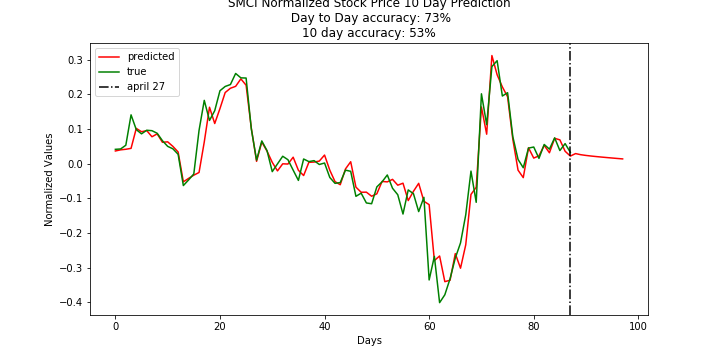 SMCI Normalized Stock Price 10 Day Prediction
Day to Day accuracy: 73%
10 day accuracy: 53%
predicted
true
april 27
0.3
0.2
0.1
0.0
−0.1
−0.2
−0.3
−0.4
Normalized Values
0 20 40 60 80 100
Days